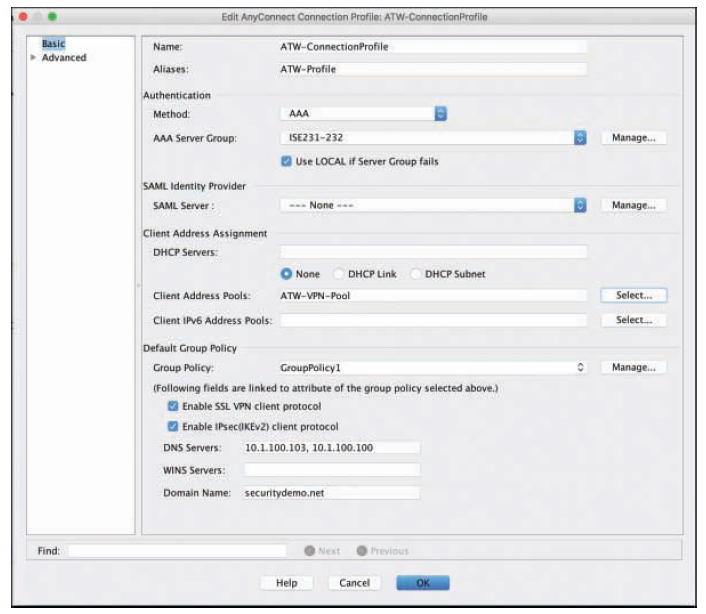 Edit AnyConnect Connection Profile: ATW-ConnectionProfile
Basic
Advanced
Name: ATW-ConnectionProfile
Aliases: ATW-Profile
Authentication
Method: AAA
AAA Server Group: ISE231-232 Manage...
Use LOCAL if Server Group fails
SAML Identity Provider
SAML Server : --- None --- Manage...
Client Address Assignment
DHCP Servers:
None DHCP Link DHCP Subnet
Client Address Pools: ATW-VPN-Pool Select...
Client IPv6 Address Pools: Select...
Default Group Policy
Group Policy: GroupPolicy1 Manage...
(Following fields are linked to attribute of the group policy selected above.)
Enable SSL VPN client protocol
Enable IPsec(IKEv2) client protocol
DNS Servers: 10.1.100.103, 10.1.100.100
WINS Servers:
Domain Name: securitydemo.net
Find: Next Previous
Help Cancel OK